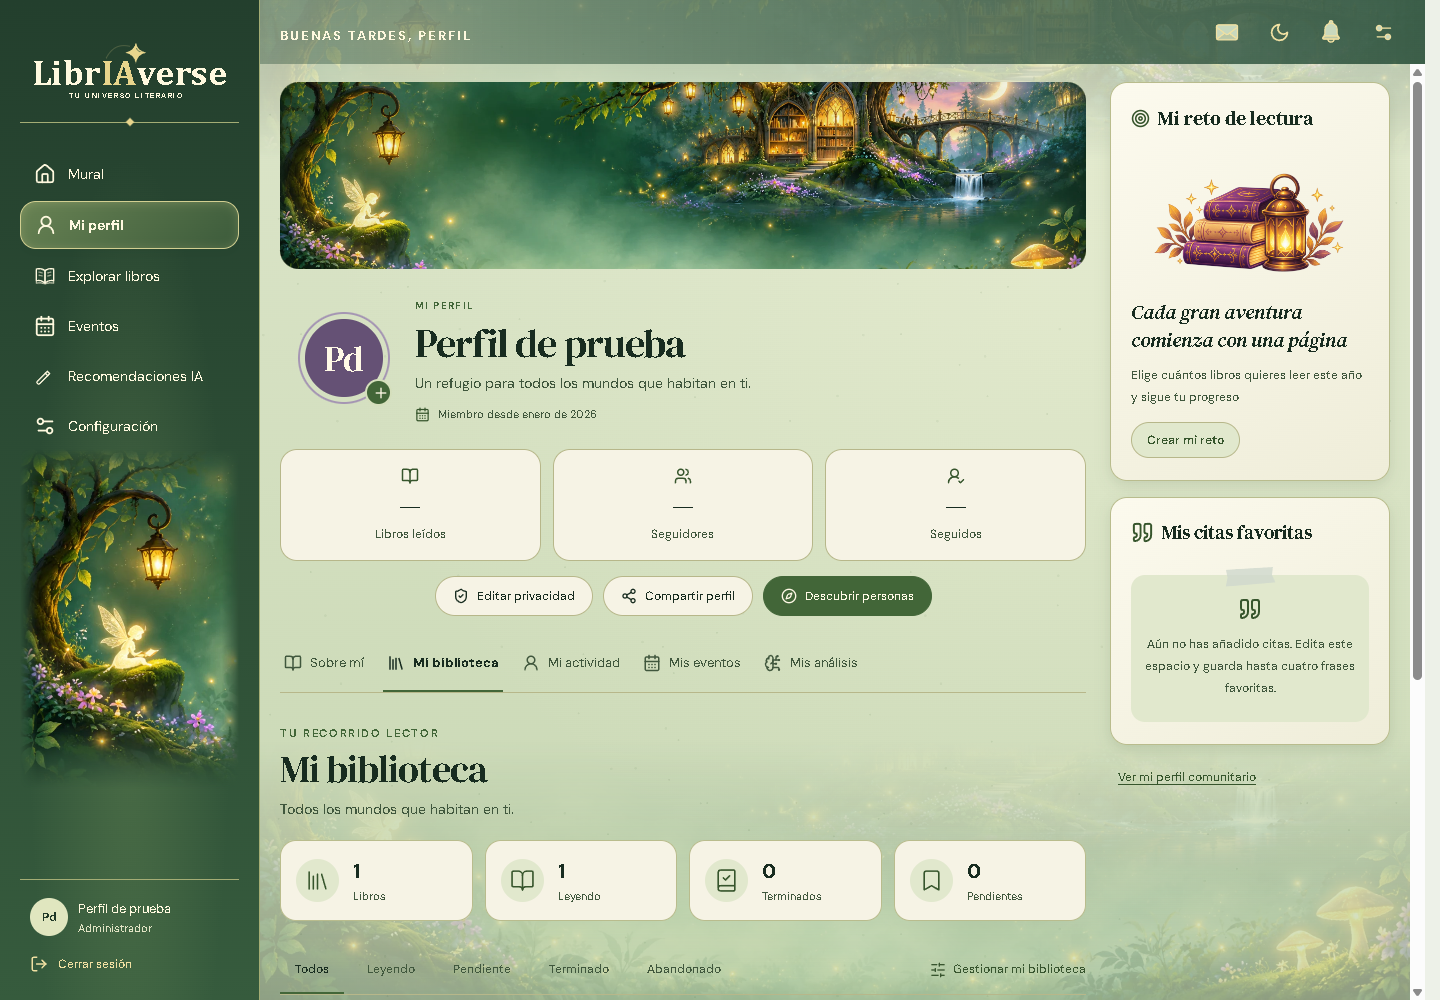 LibrIAverse
TU UNIVERSO LITERARIO
Mural
Mi perfil
Explorar libros
Eventos
Recomendaciones IA
Configuración
Pd
Perfil de prueba
Administrador
Cerrar sesión
BUENAS TARDES, PERFIL
MI PERFIL
Pd
Perfil de prueba
Un refugio para todos los mundos que habitan en ti.
Miembro desde enero de 2026
—
Libros leídos
—
Seguidores
—
Seguidos
Editar privacidad
Compartir perfil
Descubrir personas
Sobre mí
Mi biblioteca
Mi actividad
Mis eventos
Mis análisis
TU RECORRIDO LECTOR
Mi biblioteca
Todos los mundos que habitan en ti.
1
Libros
1
Leyendo
0
Terminados
0
Pendientes
Todos
Leyendo
Pendiente
Terminado
Abandonado
Gestionar mi biblioteca
Mi reto de lectura
Cada gran aventura
comienza con una página
Elige cuántos libros quieres leer este año
y sigue tu progreso
Crear mi reto
Mis citas favoritas
Aún no has añadido citas. Edita este
espacio y guarda hasta cuatro frases
favoritas.
Ver mi perfil comunitario